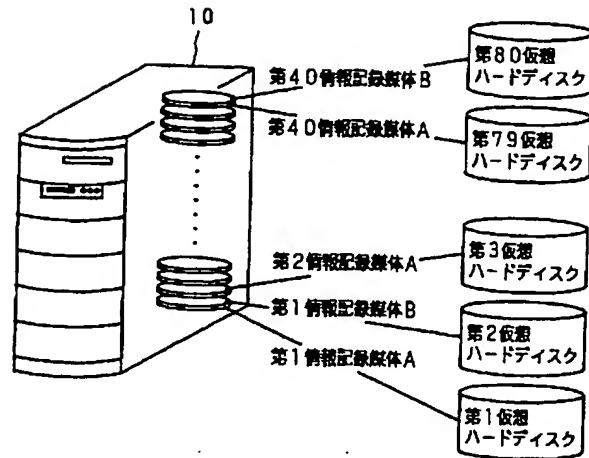 10
第40情報記録媒体B
第80仮想
ハードディスク
第40情報記録媒体A
第79仮想
ハードディスク
第2情報記録媒体A
第3仮想
ハードディスク
第1情報記録媒体B
第2仮想
ハードディスク
第1情報記録媒体A
第1仮想
ハードディスク